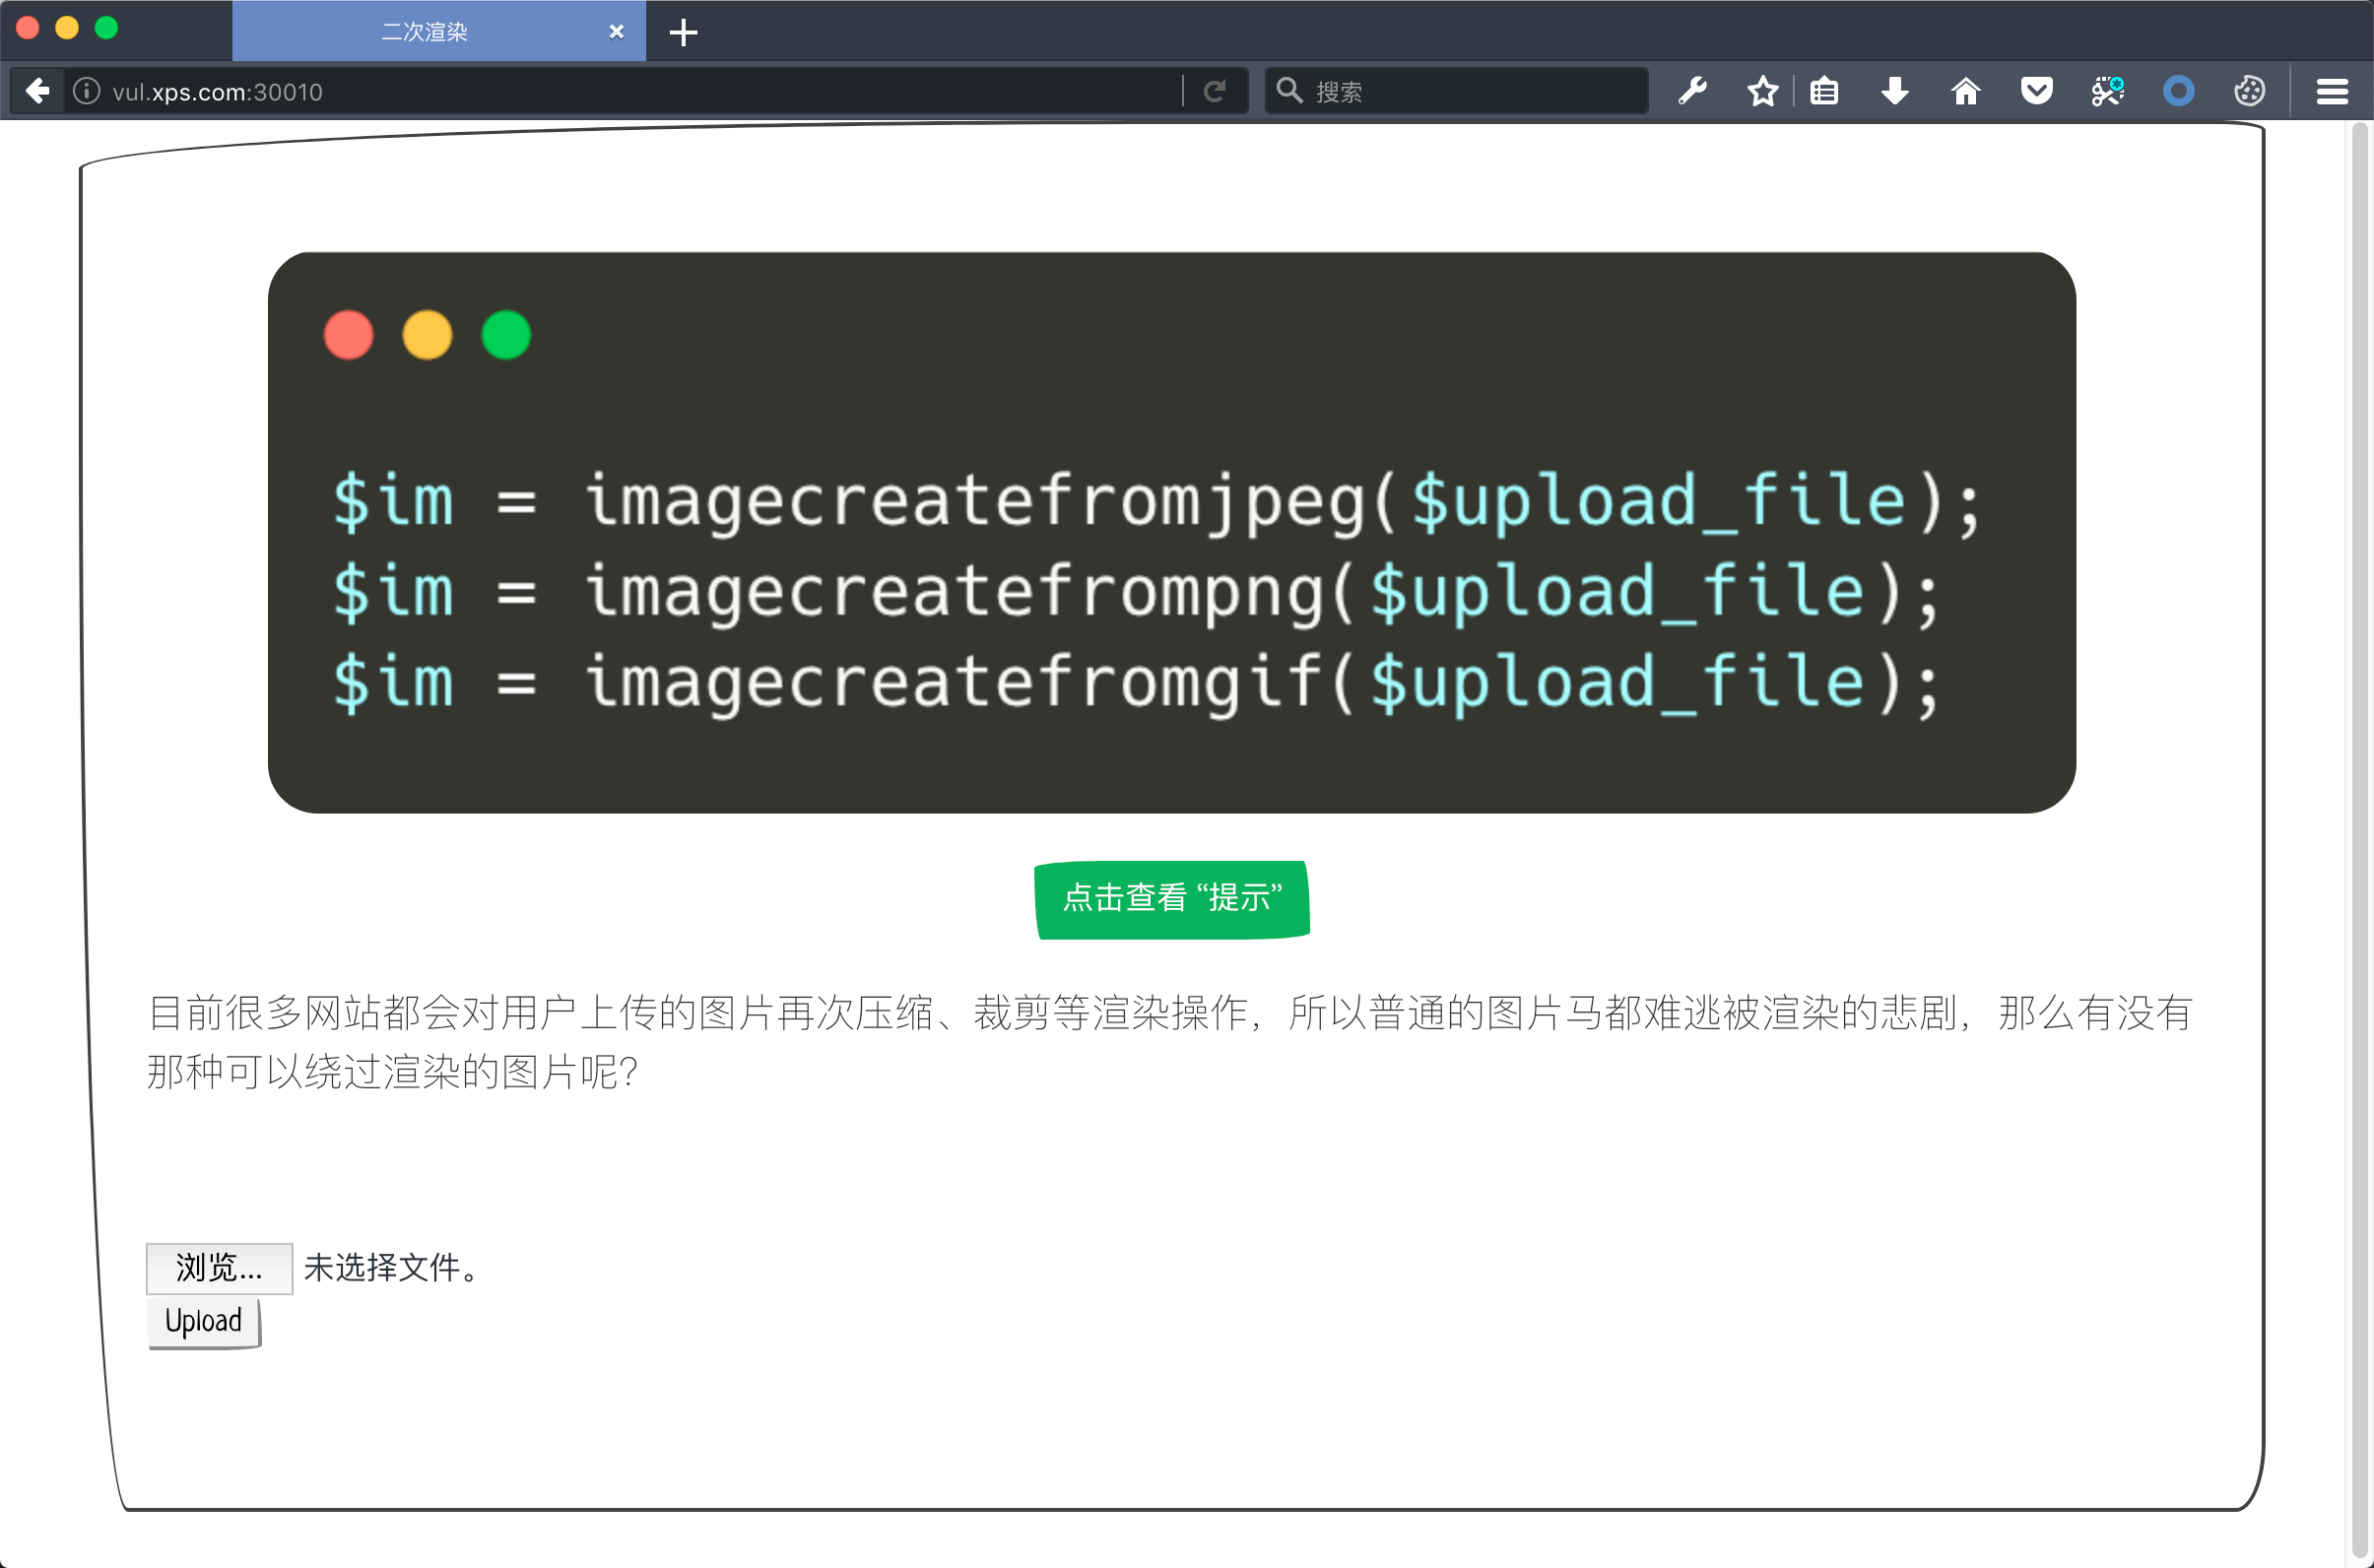 二次渲染
vul.xps.com:30010
搜索
$im = imagecreatefromjpeg($upload_file);
$im = imagecreatefrompng($upload_file);
$im = imagecreatefromgif($upload_file);
点击查看 “提示”
目前很多网站都会对用户上传的图片再次压缩、裁剪等渲染操作，所以普通的图片马都难逃被渲染的悲剧，那么有没有
那种可以绕过渲染的图片呢？
浏览... 未选择文件。
Upload